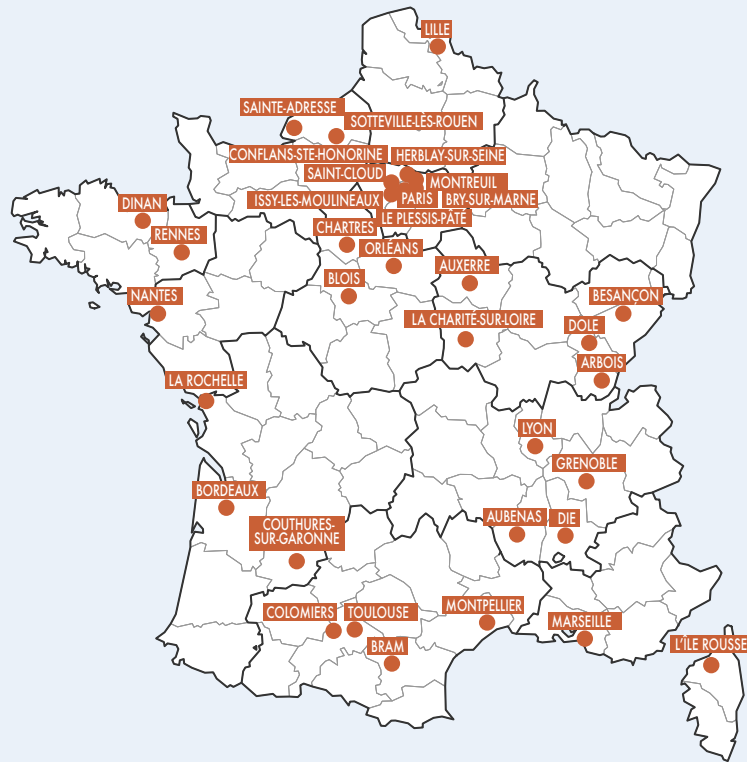 LILLE
SAINTE-ADRESSE
SOTTEVILLE-LÈS-ROUEN
CONFLANS-STE-HONORINE
HERBLAY-SUR-SEINE
SAINT-CLOUD
MONTREUIL
ISSY-LES-MOULINEAUX
PARIS
BRY-SUR-MARNE
LE PLESSIS-PÂTÉ
DINAN
RENNES
CHARTRES
ORLÉANS
AUXERRE
BLOIS
NANTES
BESANÇON
LA CHARITÉ-SUR-LOIRE
DOLE
ARBOIS
LA ROCHELLE
LYON
GRENOBLE
BORDEAUX
AUBENAS
DIE
COUTHURES-
SUR-GARONNE
COLOMIERS
TOULOUSE
MONTPELLIER
MARSEILLE
BRAM
L'ÎLE ROUSSE